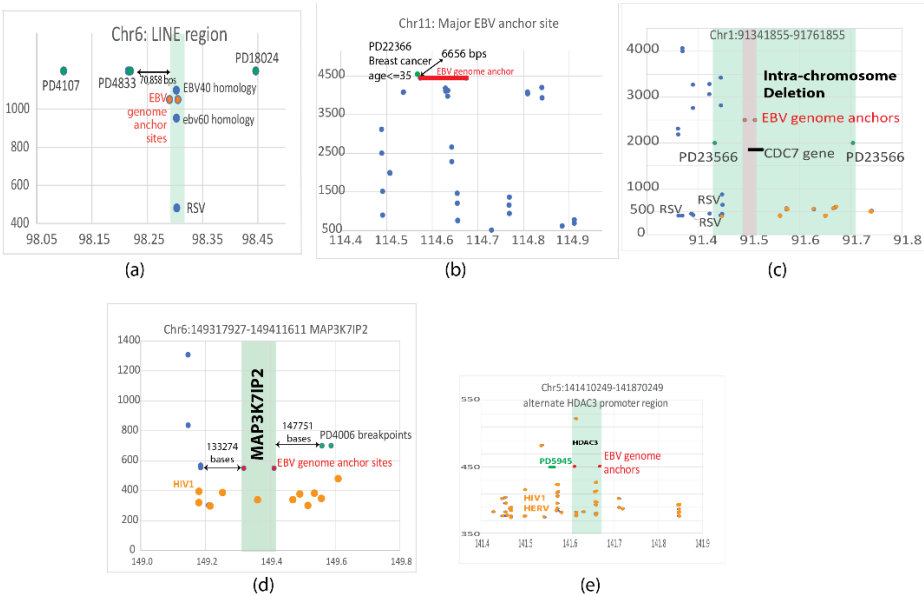 Chr6: LINE region
PD18024
PD4107
PD4833
70,858 bps
EBV40 homology
EBV
genome
anchor
sites
ebv60 homology
RSV
1000
800
600
400
98.05
98.15
98.25
98.35
98.45
(a)
Chr11: Major EBV anchor site
PD22366
Breast cancer
age<=35
6656 bps
EBV genome anchor
4500
3500
2500
1500
500
114.4
114.5
114.6
114.7
114.8
114.9
(b)
Chr1:91341855-91761855
Intra-chromosome
Deletion
EBV genome anchors
PD23566
CDC7 gene
PD23566
RSV
RSV
RSV
4000
3000
2000
1000
0
91.4
91.5
91.6
91.7
91.8
(c)
Chr6:149317927-149411611 MAP3K7IP2
MAP3K7IP2
147751
bases
PD4006 breakpoints
133274
bases
EBV genome anchor sites
HIV1
1400
1200
1000
800
600
400
200
0
149.0
149.2
149.4
149.6
149.8
(d)
Chr5:141410249-141870249
alternate HDAC3 promoter region
HDAC3
PD5945
EBV genome
anchors
HIV1
HERV
550
450
350
141.4
141.5
141.6
141.7
141.8
141.9
(e)